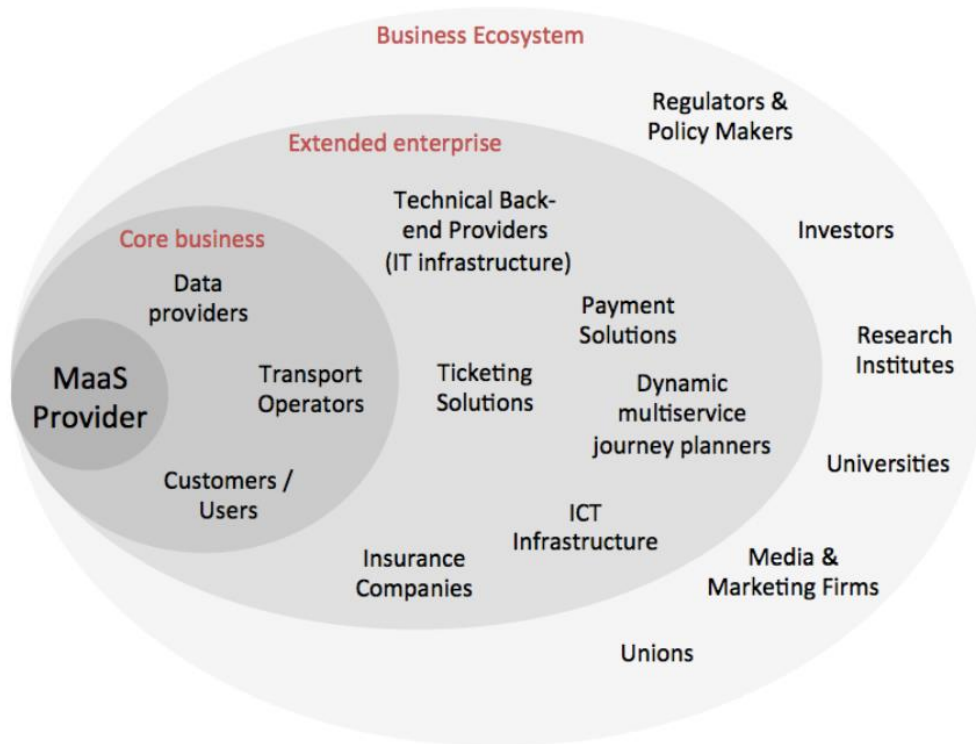 Business Ecosystem
Regulators &
Policy Makers
Extended enterprise
Technical Back-
end Providers
(IT infrastructure)
Investors
Core business
Data
providers
Payment
Solutions
Research
Institutes
MaaS
Provider
Transport
Operators
Ticketing
Solutions
Dynamic
multiservice
journey planners
Universities
Customers /
Users
ICT
Infrastructure
Insurance
Companies
Media &
Marketing Firms
Unions